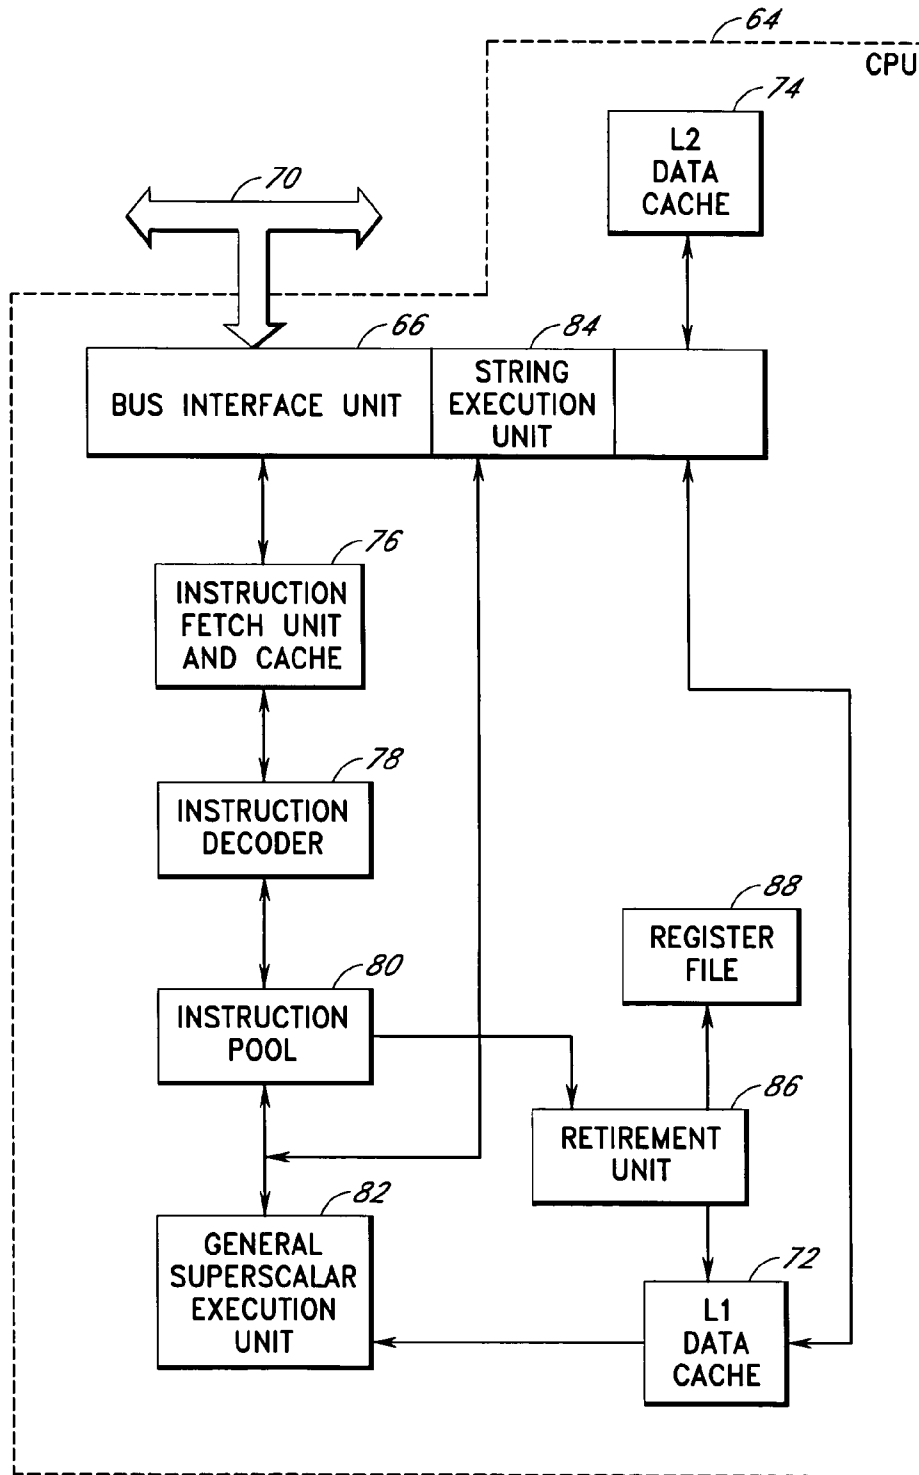 64
CPU
74
L2
DATA
CACHE
70
66
84
BUS INTERFACE UNIT
STRING
EXECUTION
UNIT
76
INSTRUCTION
FETCH UNIT
AND CACHE
78
INSTRUCTION
DECODER
88
REGISTER
FILE
80
INSTRUCTION
POOL
86
RETIREMENT
UNIT
82
GENERAL
SUPERSCALAR
EXECUTION
UNIT
72
L1
DATA
CACHE